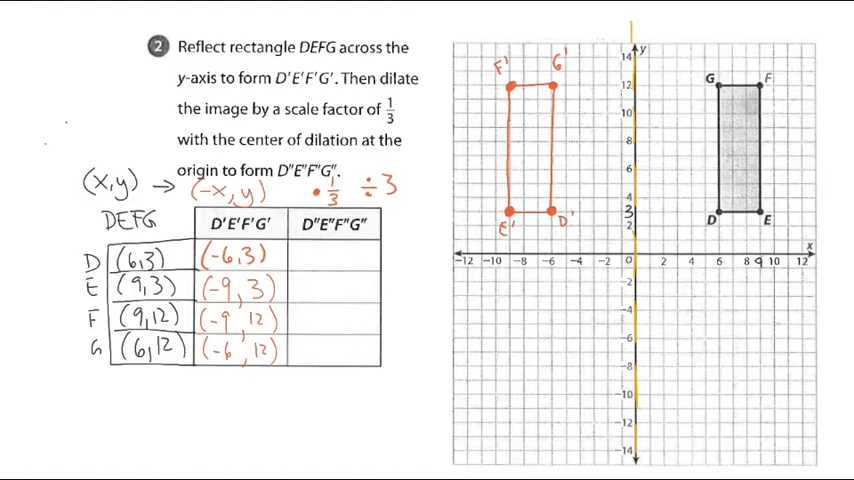 2 Reflect rectangle DEFG across the
y-axis to form D'E'F'G'. Then dilate
the image by a scale factor of 1/3
with the center of dilation at the
origin to form D"E"F"G".
(x,y) → (-x, y) • 1/3 ÷3
DEFG D'E'F'G' D"E"F"G"
D (6,3) (-6,3)
E (9,3) (-9, 3)
F (9,12) (-9, 12)
G (6,12) (-6, 12)
y
14
F' G' 12 G F
10
8
6
4
3
E' D' 2 D E
x
-12 -10 -8 -6 -4 -2 0 2 4 6 8 9 10 12
-2
-4
-6
-8
-10
-12
-14